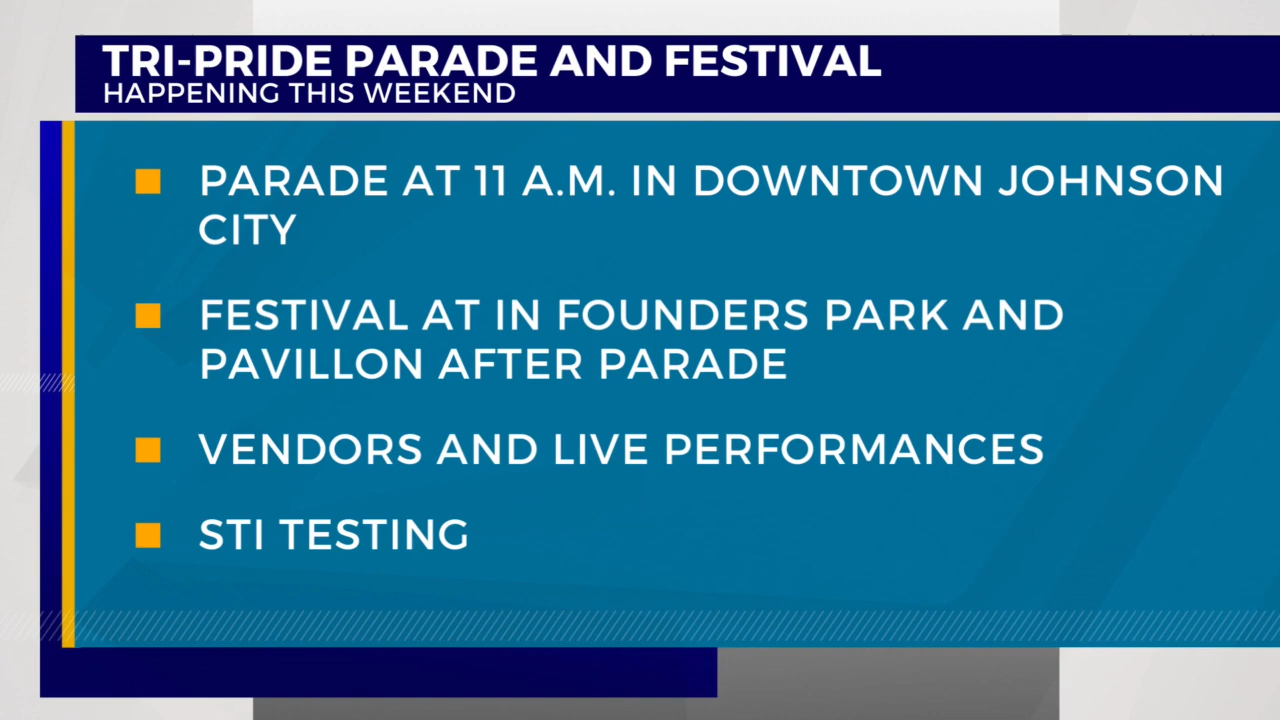 TRI-PRIDE PARADE AND FESTIVAL
HAPPENING THIS WEEKEND
PARADE AT 11 A.M. IN DOWNTOWN JOHNSON
CITY
FESTIVAL AT IN FOUNDERS PARK AND
PAVILLON AFTER PARADE
VENDORS AND LIVE PERFORMANCES
STI TESTING